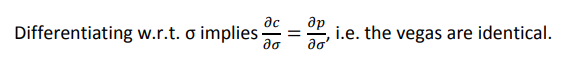 Differentiating w.r.t. σ implies ∂c/∂σ = ∂p/∂σ, i.e. the vegas are identical.